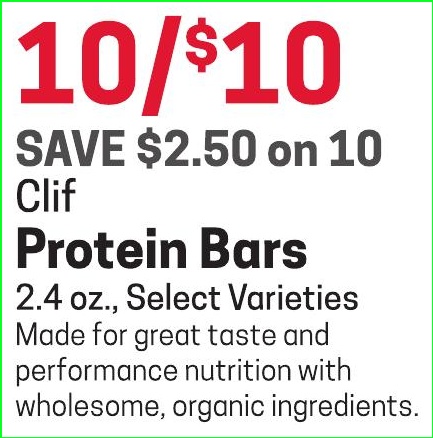 10/$10
SAVE $2.50 on 10
Clif
Protein Bars
2.4 oz., Select Varieties
Made for great taste and
performance nutrition with
wholesome, organic ingredients.